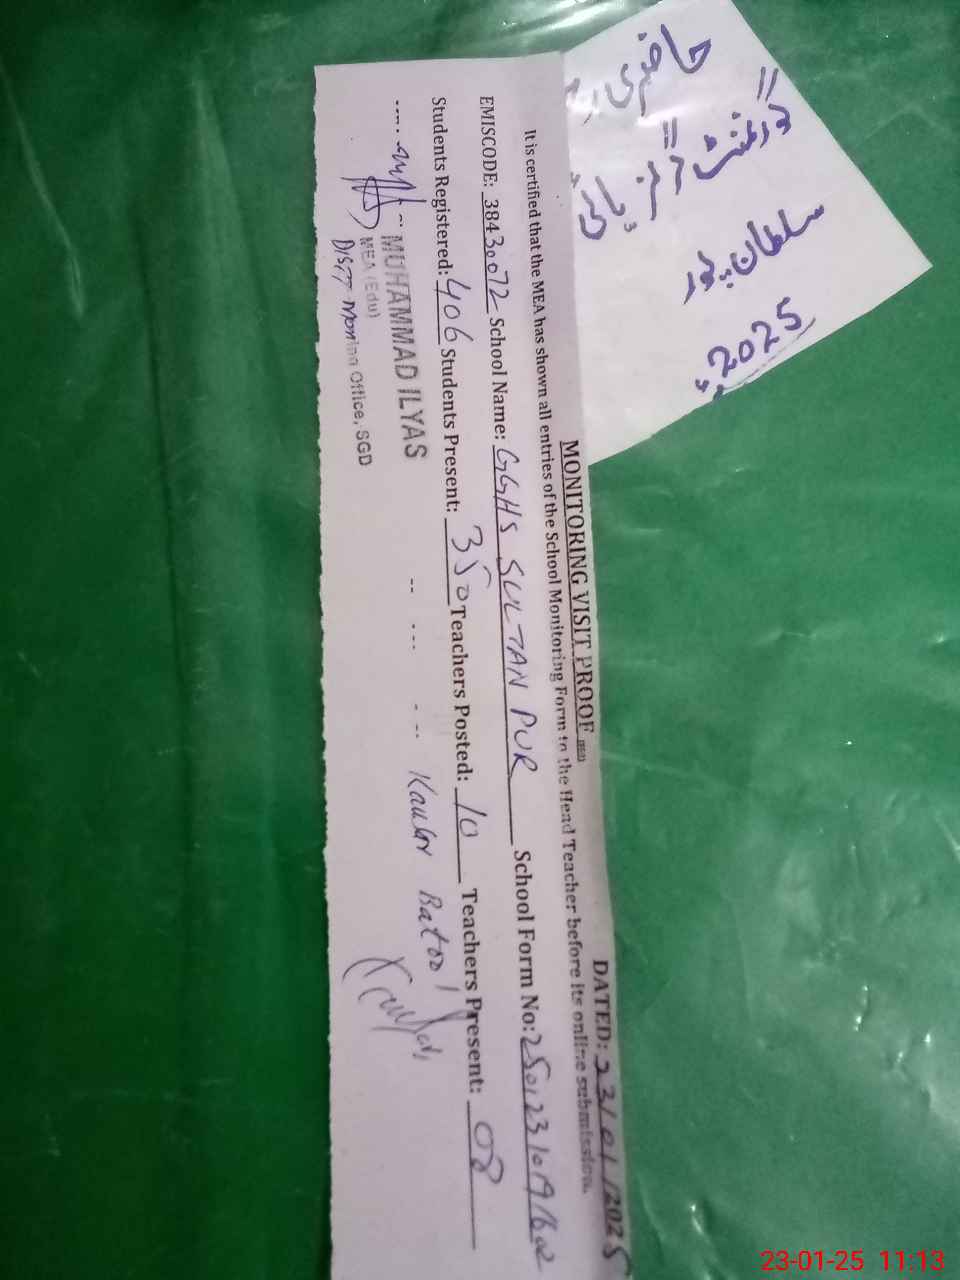 حاضری
گورنمنٹ گرلز ہائی
سلطان پور
2025
MONITORING VISIT PROOF
DATED: 23/01/2025
It is certified that the MEA has shown all entries of the School Monitoring Form to the Head Teacher before its online submission.
EMISCODE: 38430072 School Name: GGHS SULTAN PUR School Form No:
Students Registered: 406 Students Present: 350 Teachers Posted: 10 Teachers Present: 08
MUHAMMAD ILYAS
MEA (Edu)
Office, SGD
Batool
23-01-25 11:13